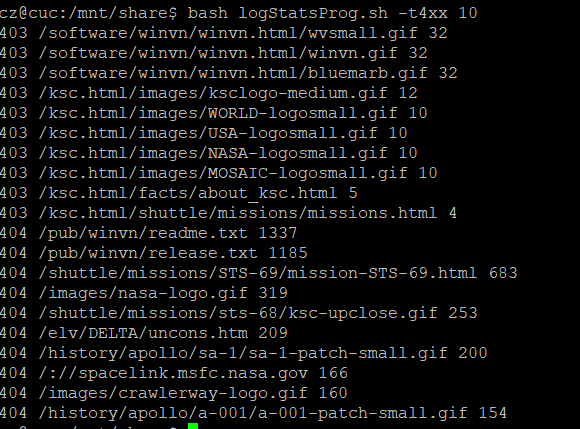 cz@cuc:/mnt/share$ bash logStatsProg.sh -t4xx 10
403 /software/winvn/winvn.html/wvsmall.gif 32
403 /software/winvn/winvn.html/winvn.gif 32
403 /software/winvn/winvn.html/bluemarb.gif 32
403 /ksc.html/images/ksclogo-medium.gif 12
403 /ksc.html/images/WORLD-logosmall.gif 10
403 /ksc.html/images/USA-logosmall.gif 10
403 /ksc.html/images/NASA-logosmall.gif 10
403 /ksc.html/images/MOSAIC-logosmall.gif 10
403 /ksc.html/facts/about_ksc.html 5
403 /ksc.html/shuttle/missions/missions.html 4
404 /pub/winvn/readme.txt 1337
404 /pub/winvn/release.txt 1185
404 /shuttle/missions/STS-69/mission-STS-69.html 683
404 /images/nasa-logo.gif 319
404 /shuttle/missions/sts-68/ksc-upclose.gif 253
404 /elv/DELTA/uncons.htm 209
404 /history/apollo/sa-1/sa-1-patch-small.gif 200
404 /://spacelink.msfc.nasa.gov 166
404 /images/crawlerway-logo.gif 160
404 /history/apollo/a-001/a-001-patch-small.gif 154